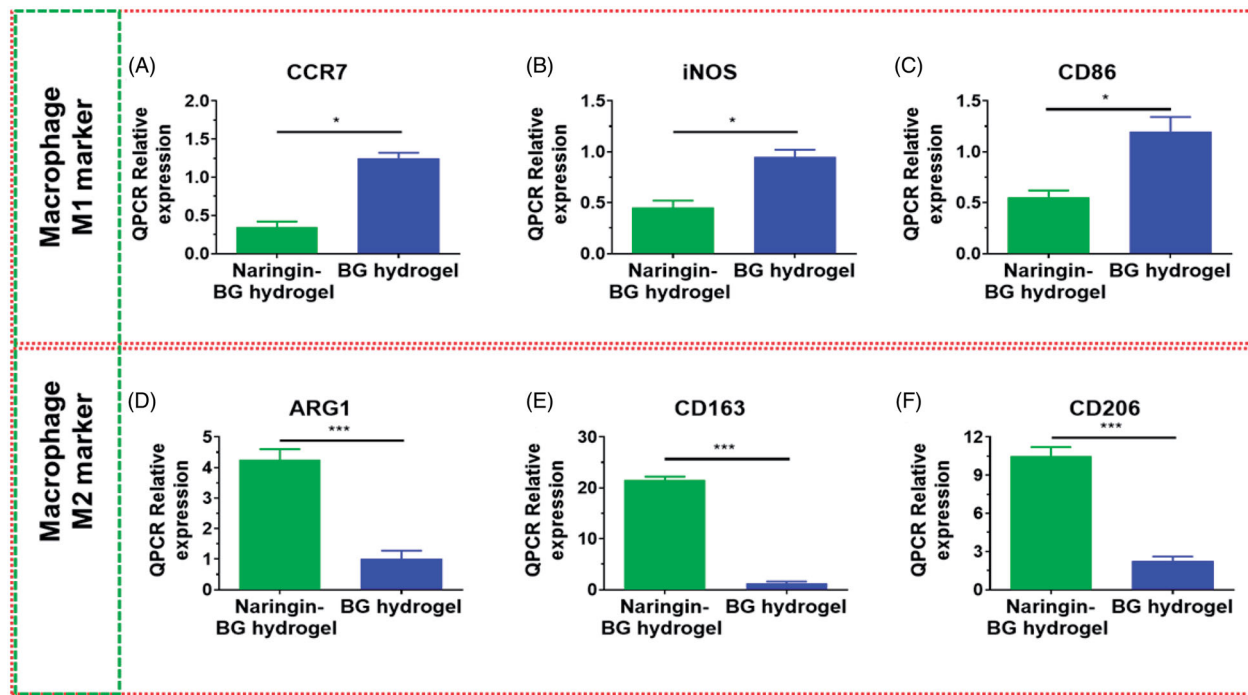 Macrophage
M1 marker
(A)
CCR7
QPCR Relative
expression
2.0
1.5
1.0
0.5
0.0
*
Naringin-
BG hydrogel
BG hydrogel
(B)
iNOS
QPCR Relative
expression
1.5
1.0
0.5
0.0
*
Naringin-
BG hydrogel
BG hydrogel
(C)
CD86
QPCR Relative
expression
1.5
1.0
0.5
0.0
*
Naringin-
BG hydrogel
BG hydrogel
Macrophage
M2 marker
(D)
ARG1
QPCR Relative
expression
5
4
3
2
1
0
***
Naringin-
BG hydrogel
BG hydrogel
(E)
CD163
QPCR Relative
expression
30
20
10
0
***
Naringin-
BG hydrogel
BG hydrogel
(F)
CD206
QPCR Relative
expression
12
9
6
3
0
***
Naringin-
BG hydrogel
BG hydrogel